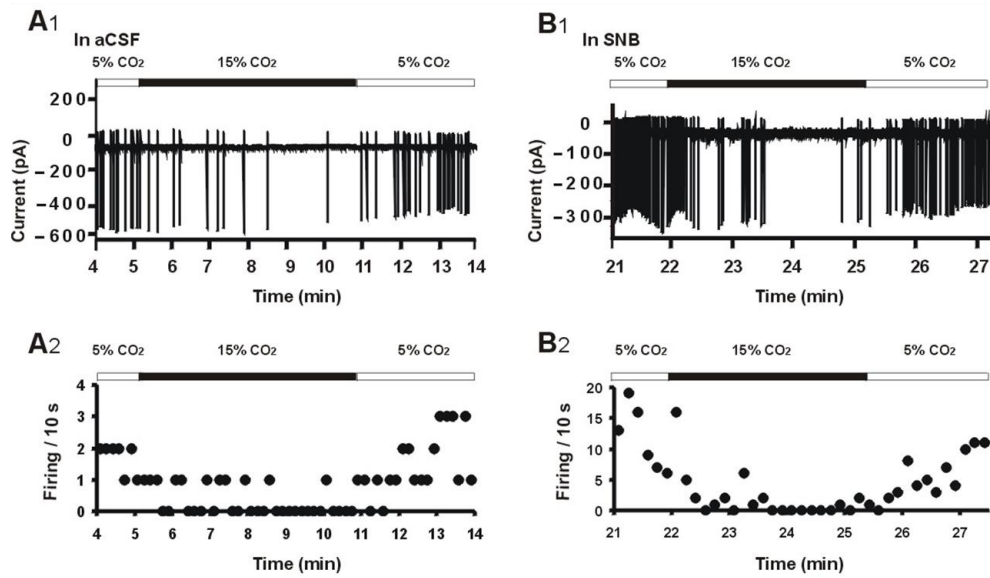 A1
In aCSF
5% CO2 15% CO2 5% CO2
200
0
−200
−400
−600
Current (pA)
4 5 6 7 8 9 10 11 12 13 14
Time (min)
B1
In SNB
5% CO2 15% CO2 5% CO2
0
−100
−200
−300
Current (pA)
21 22 23 24 25 26 27
Time (min)
A2
5% CO2 15% CO2 5% CO2
4
3
2
1
0
Firing / 10 s
4 5 6 7 8 9 10 11 12 13 14
Time (min)
B2
5% CO2 15% CO2 5% CO2
20
15
10
5
0
Firing / 10 s
21 22 23 24 25 26 27
Time (min)